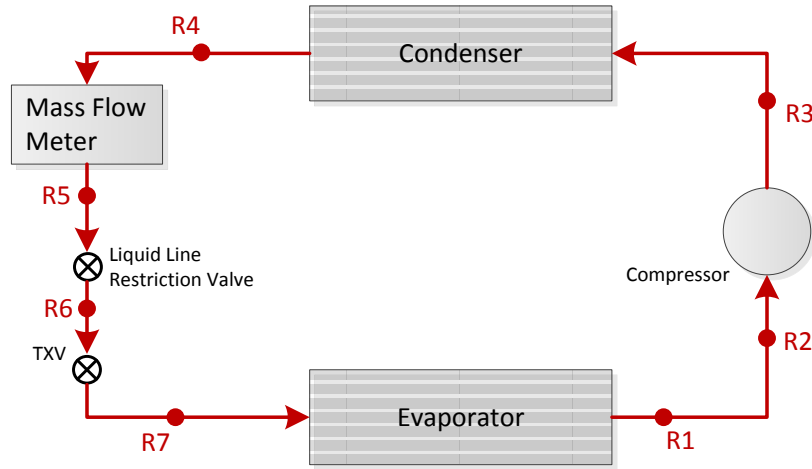 R4
Condenser
Mass Flow
Meter
R3
R5
Liquid Line
Restriction Valve
Compressor
R6
R2
TXV
Evaporator
R7
R1